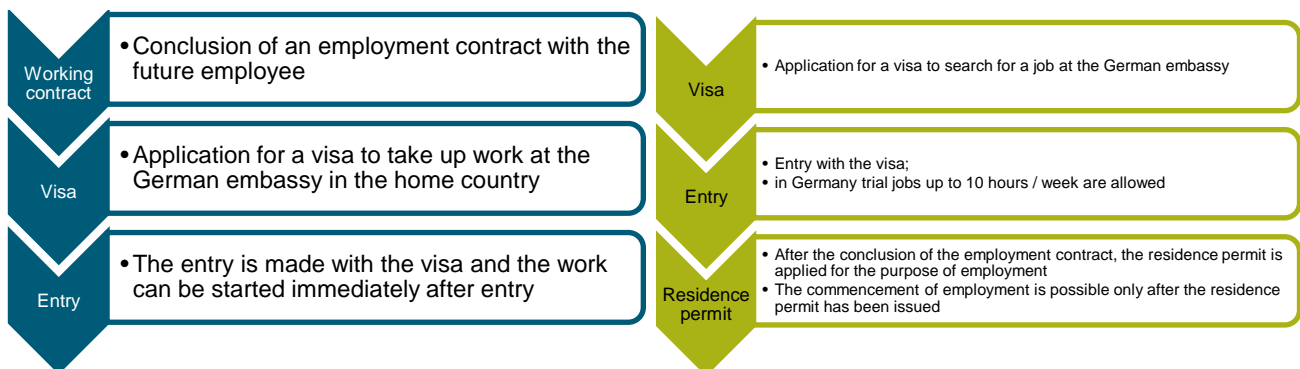 Working
contract
• Conclusion of an employment contract with the
future employee
Visa
• Application for a visa to take up work at the
German embassy in the home country
Entry
• The entry is made with the visa and the work
can be started immediately after entry
Visa
• Application for a visa to search for a job at the German embassy
Entry
• Entry with the visa;
• in Germany trial jobs up to 10 hours / week are allowed
Residence
permit
• After the conclusion of the employment contract, the residence permit is
applied for the purpose of employment
• The commencement of employment is possible only after the residence
permit has been issued